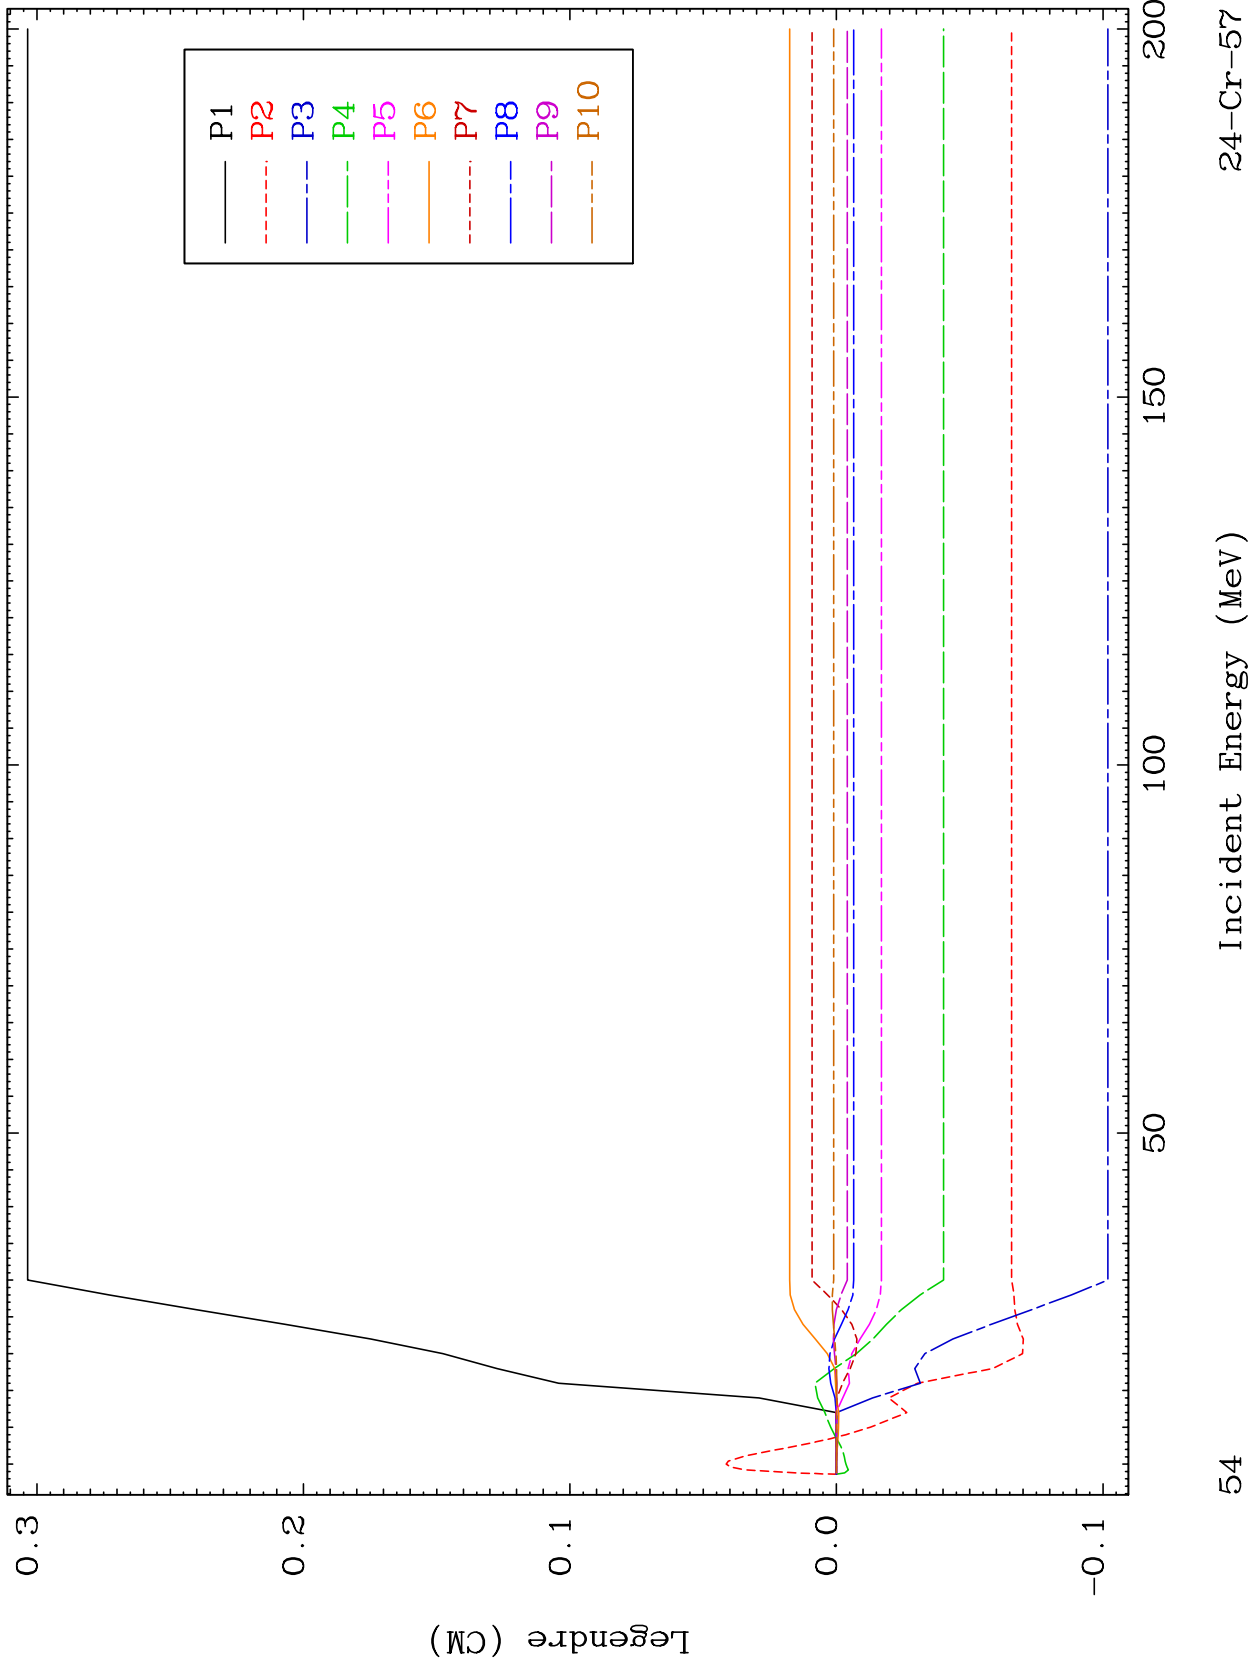 0.3
0.2
0.1
0.0
-0.1
Legendre (CM)
P1
P2
P3
P4
P5
P6
P7
P8
P9
P10
50
100
150
200
54
Incident Energy (MeV)
24-Cr-57